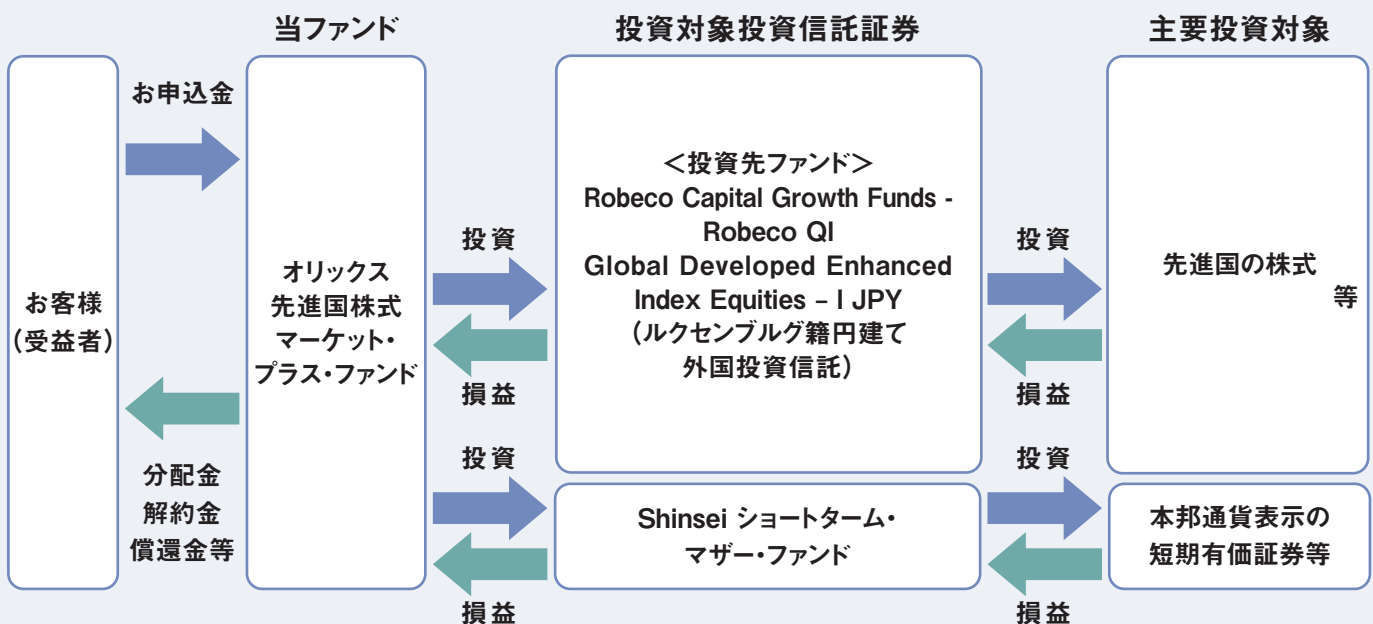 当ファンド
投資対象投資信託証券
主要投資対象
お客様
(受益者)
お申込金
分配金
解約金
償還金等
オリックス
先進国株式
マーケット・
プラス・ファンド
投資
損益
<投資先ファンド>
Robeco Capital Growth Funds -
Robeco QI
Global Developed Enhanced
Index Equities – I JPY
(ルクセンブルグ籍円建て
外国投資信託)
投資
損益
先進国の株式
等
投資
損益
Shinsei ショートターム・
マザー・ファンド
投資
損益
本邦通貨表示の
短期有価証券等